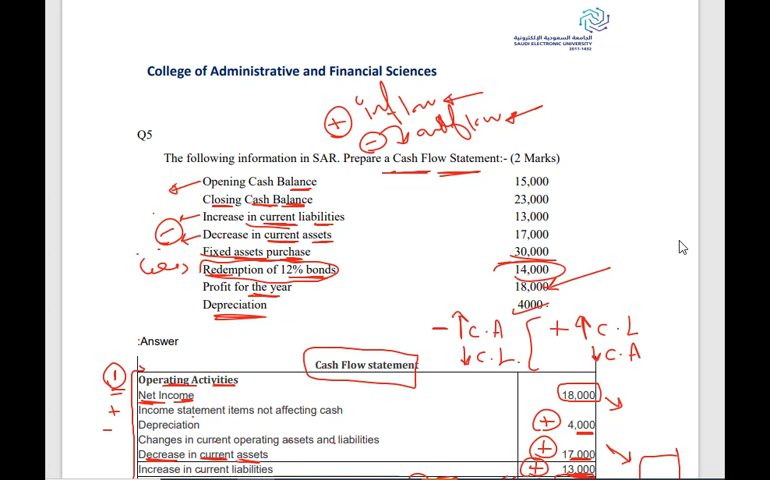 الجامعة السعودية الإلكترونية
SAUDI ELECTRONIC UNIVERSITY
2011-1432
College of Administrative and Financial Sciences
+ inflow
- outflow
Q5
The following information in SAR. Prepare a Cash Flow Statement:- (2 Marks)
Opening Cash Balance 15,000
Closing Cash Balance 23,000
Increase in current liabilities 13,000
Decrease in current assets 17,000
Fixed assets purchase 30,000
Redemption of 12% bonds 14,000
Profit for the year 18,000
Depreciation 4000
- ↑ C.A + ↑ C.L
↓ C.L. ↓ C.A
:Answer
Cash Flow statement
1 Operating Activities
Net Income 18,000
+ Income statement items not affecting cash
Depreciation + 4,000
- Changes in current operating assets and liabilities
Decrease in current assets + 17,000
Increase in current liabilities + 13,000